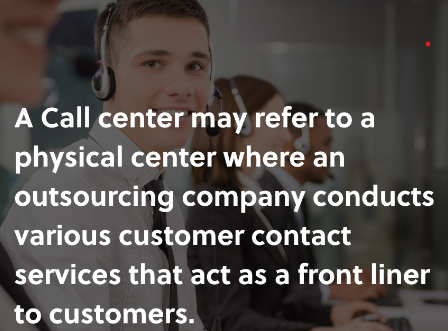 A Call center may refer to a
physical center where an
outsourcing company conducts
various customer contact
services that act as a front liner
to customers.